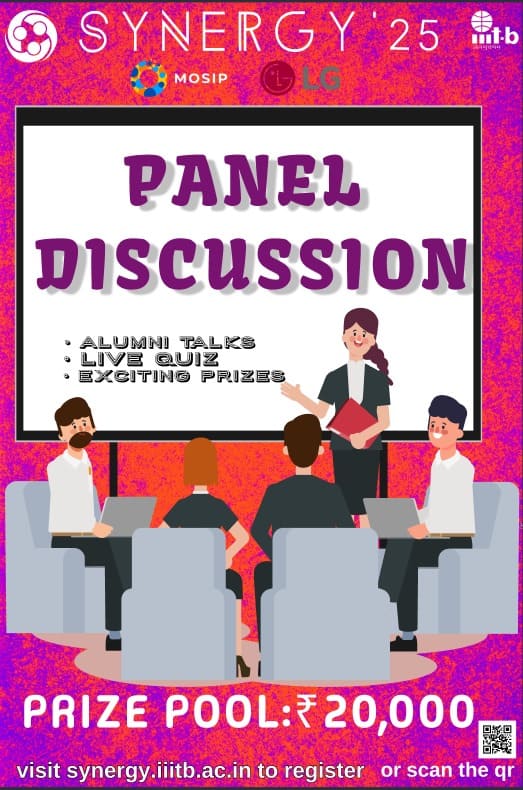 SYNERGY'25
iiit-b
MOSIP
LG
PANEL
DISCUSSION
• ALUMNI TALKS
• LIVE QUIZ
• EXCITING PRIZES
PRIZE POOL:₹20,000
visit synergy.iiitb.ac.in to register or scan the qr